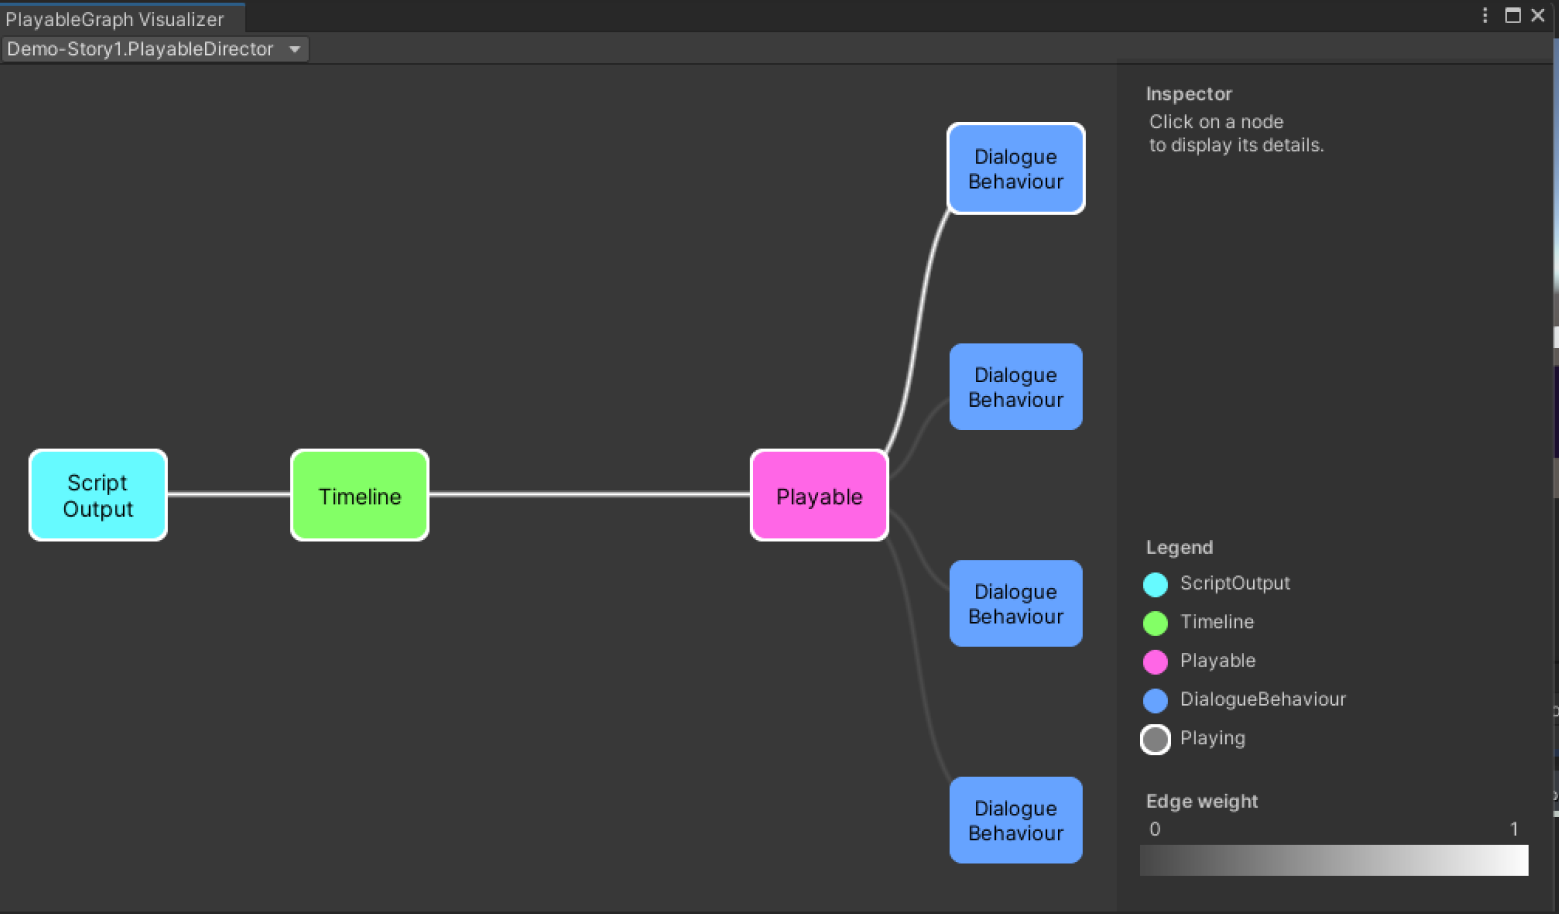 PlayableGraph Visualizer
Demo-Story1.PlayableDirector
Inspector
Click on a node
to display its details.
Dialogue
Behaviour
Dialogue
Behaviour
Script
Output
Timeline
Playable
Dialogue
Behaviour
Dialogue
Behaviour
Legend
ScriptOutput
Timeline
Playable
DialogueBehaviour
Playing
Edge weight
0 1